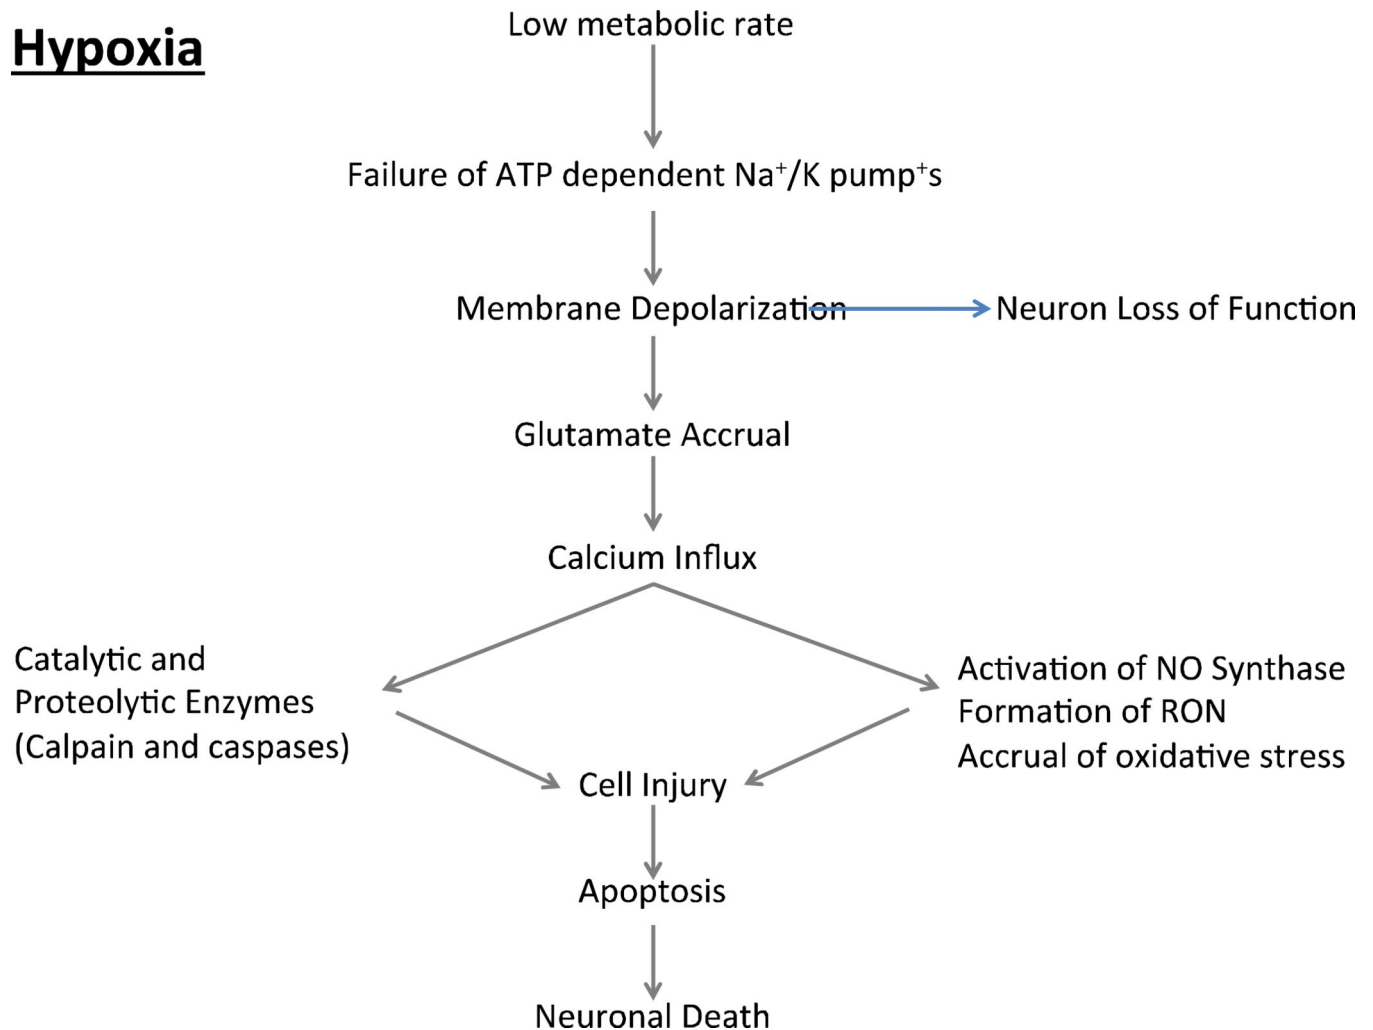 Hypoxia
Low metabolic rate
Failure of ATP dependent Na⁺/K pump⁺s
Membrane Depolarization
Neuron Loss of Function
Glutamate Accrual
Calcium Influx
Catalytic and
Proteolytic Enzymes
(Calpain and caspases)
Activation of NO Synthase
Formation of RON
Accrual of oxidative stress
Cell Injury
Apoptosis
Neuronal Death